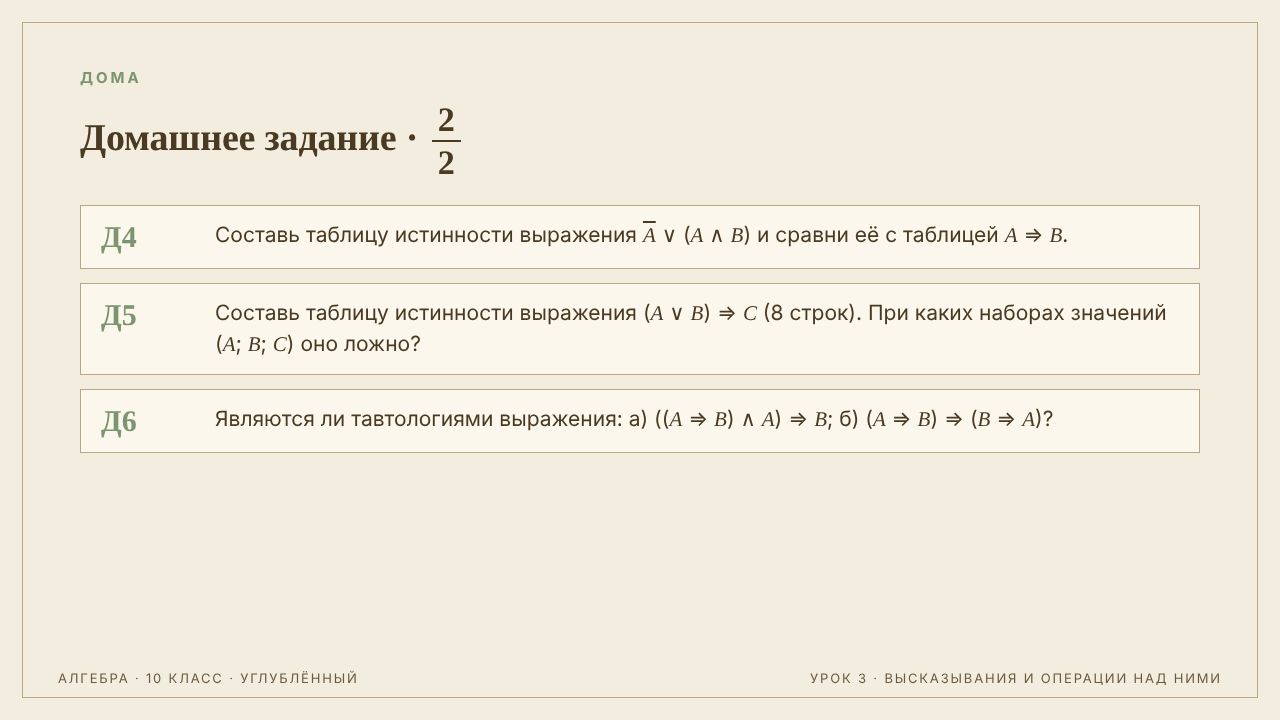 ДОМА
Домашнее задание · 2/2
Д4 Составь таблицу истинности выражения A̅ ∨ (A ∧ B) и сравни её с таблицей A ⇒ B.
Д5 Составь таблицу истинности выражения (A ∨ B) ⇒ C (8 строк). При каких наборах значений
(A; B; C) оно ложно?
Д6 Являются ли тавтологиями выражения: а) ((A ⇒ B) ∧ A) ⇒ B; б) (A ⇒ B) ⇒ (B ⇒ A)?
АЛГЕБРА · 10 КЛАСС · УГЛУБЛЁННЫЙ
УРОК 3 · ВЫСКАЗЫВАНИЯ И ОПЕРАЦИИ НАД НИМИ